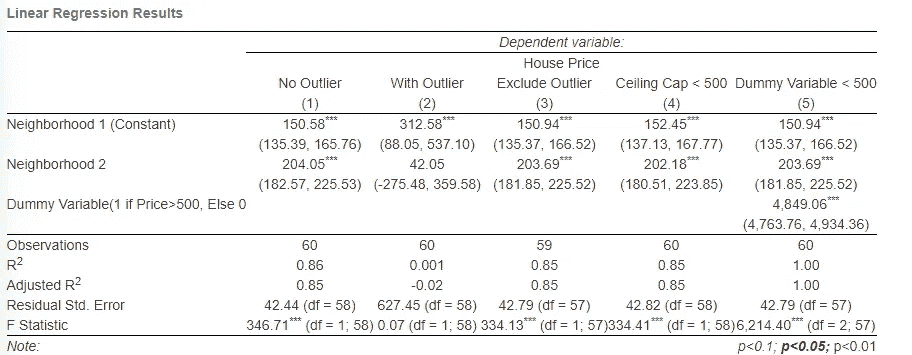 Linear Regression Results
Dependent variable:
House Price
No Outlier With Outlier Exclude Outlier Ceiling Cap < 500 Dummy Variable < 500
(1) (2) (3) (4) (5)
Neighborhood 1 (Constant) 150.58*** 312.58*** 150.94*** 152.45*** 150.94***
(135.39, 165.76) (88.05, 537.10) (135.37, 166.52) (137.13, 167.77) (135.37, 166.52)
Neighborhood 2 204.05*** 42.05 203.69*** 202.18*** 203.69***
(182.57, 225.53) (-275.48, 359.58) (181.85, 225.52) (180.51, 223.85) (181.85, 225.52)
Dummy Variable(1 if Price>500, Else 0 4,849.06***
(4,763.76, 4,934.36)
Observations 60 60 59 60 60
R2 0.86 0.001 0.85 0.85 1.00
Adjusted R2 0.85 -0.02 0.85 0.85 1.00
Residual Std. Error 42.44 (df = 58) 627.45 (df = 58) 42.79 (df = 57) 42.82 (df = 58) 42.79 (df = 57)
F Statistic 346.71*** (df = 1; 58) 0.07 (df = 1; 58) 334.13*** (df = 1; 57) 334.41*** (df = 1; 58) 6,214.40*** (df = 2; 57)
Note: p<0.1; p<0.05; p<0.01